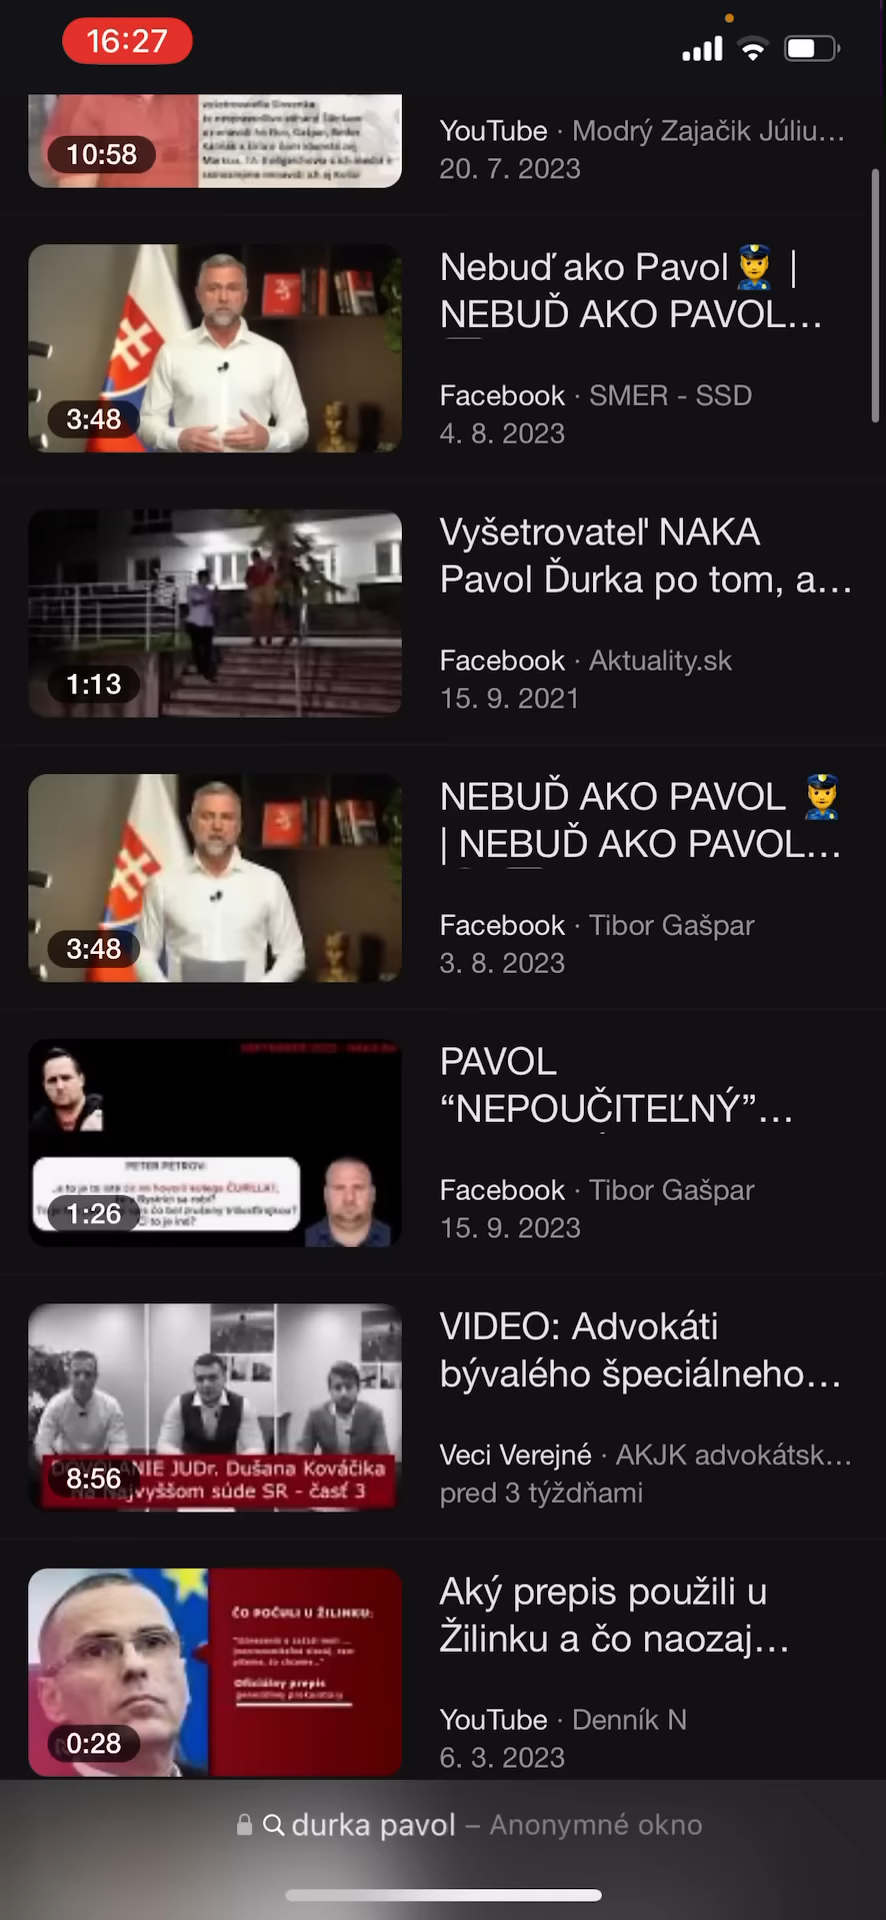 16:27
10:58
YouTube · Modrý Zajačik Júliu...
20. 7. 2023
Nebuď ako Pavol👮 |
NEBUĎ AKO PAVOL...
3:48
Facebook · SMER - SSD
4. 8. 2023
Vyšetrovateľ NAKA
Pavol Ďurka po tom, a...
1:13
Facebook · Aktuality.sk
15. 9. 2021
NEBUĎ AKO PAVOL 👮
| NEBUĎ AKO PAVOL...
3:48
Facebook · Tibor Gašpar
3. 8. 2023
PAVOL
“NEPOUČITEĽNÝ”...
PETER PETROV:
1:26
Facebook · Tibor Gašpar
15. 9. 2023
VIDEO: Advokáti
bývalého špeciálneho...
JUDr. Dušana Kováčika
8:56
súde SR - časť 3
Veci Verejné · AKJK advokátsk...
pred 3 týždňami
Aký prepis použili u
Žilinku a čo naozaj...
ČO POČULI U ŽILINKU:
Oficiálny prepis
generálnej prokuratúry
0:28
YouTube · Denník N
6. 3. 2023
durka pavol – Anonymné okno